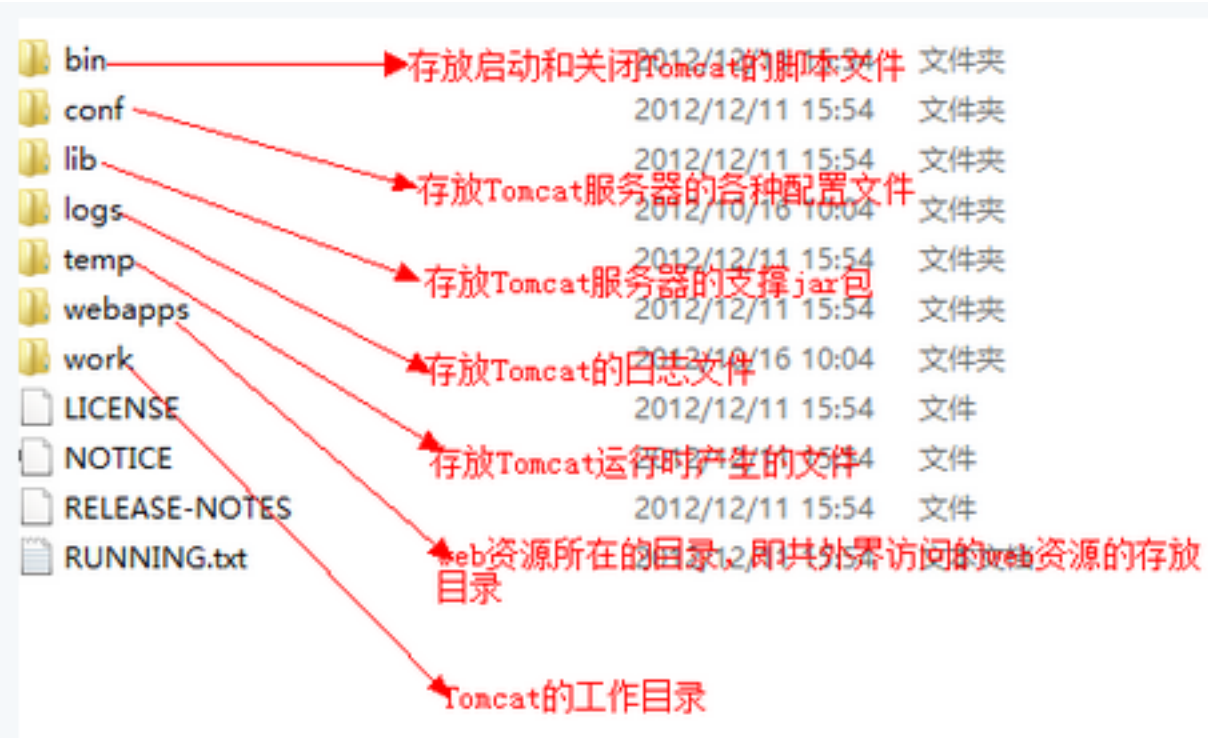 bin 存放启动和关闭Tomcat的脚本文件 文件夹
conf 2012/12/11 15:54 文件夹
lib 2012/12/11 15:54 文件夹
存放Tomcat服务器的各种配置文件
logs 2012/10/16 10:04 文件夹
temp 2012/12/11 15:54 文件夹
存放Tomcat服务器的支撑jar包
webapps 2012/12/11 15:54 文件夹
work 2012/10/16 10:04 文件夹
存放Tomcat的日志文件
LICENSE 2012/12/11 15:54 文件
NOTICE 文件
存放Tomcat运行时产生的文件
RELEASE-NOTES 2012/12/11 15:54 文件
RUNNING.txt
web资源所在的目录，即共外界访问的web资源的存放
目录
Tomcat的工作目录